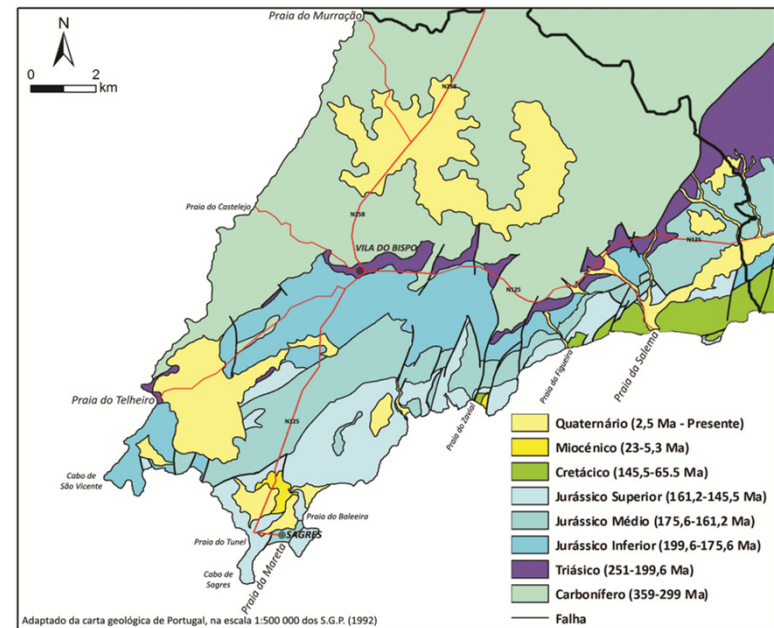 Praia do Murração
N
0 2
km
N258
Praia do Castelejo
N258
VILA DO BISPO
N125
N125
Praia do Telheiro
Praia da Figueira
Praia da Salema
Praia do Zavial
N125
Cabo de
São Vicente
Praia do Baleeira
Praia do Tunel
SAGRES
Praia da Mareta
Cabo de
Sagres
Quaternário (2,5 Ma - Presente)
Miocénico (23-5,3 Ma)
Cretácico (145,5-65.5 Ma)
Jurássico Superior (161,2-145,5 Ma)
Jurássico Médio (175,6-161,2 Ma)
Jurássico Inferior (199,6-175,6 Ma)
Triásico (251-199,6 Ma)
Carbonífero (359-299 Ma)
Falha
Adaptado da carta geológica de Portugal, na escala 1:500 000 dos S.G.P. (1992)